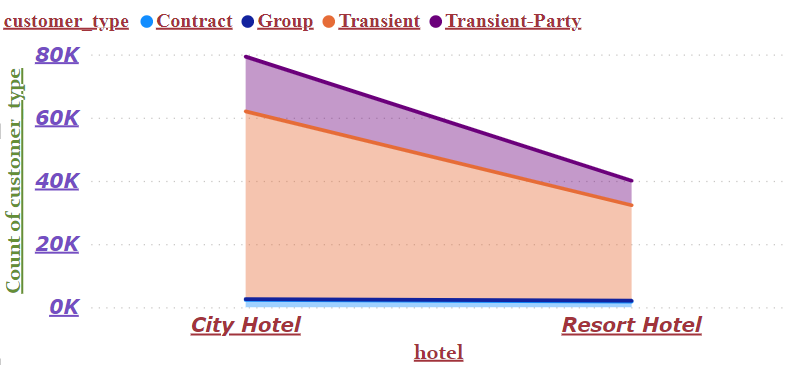 customer_type Contract Group Transient Transient-Party
Count of customer_type
80K
60K
40K
20K
0K
City Hotel Resort Hotel
hotel